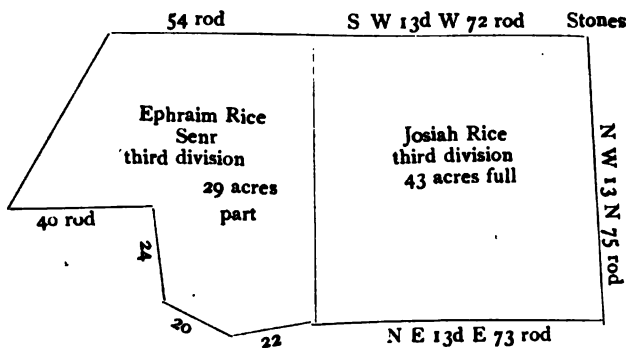 54 rod
S W 13d W 72 rod
Stones
Ephraim Rice
Senr
third division
29 acres
part
Josiah Rice
third division
43 acres full
N W 13 N 75 rod
40 rod
24
20
22
N E 13d E 73 rod